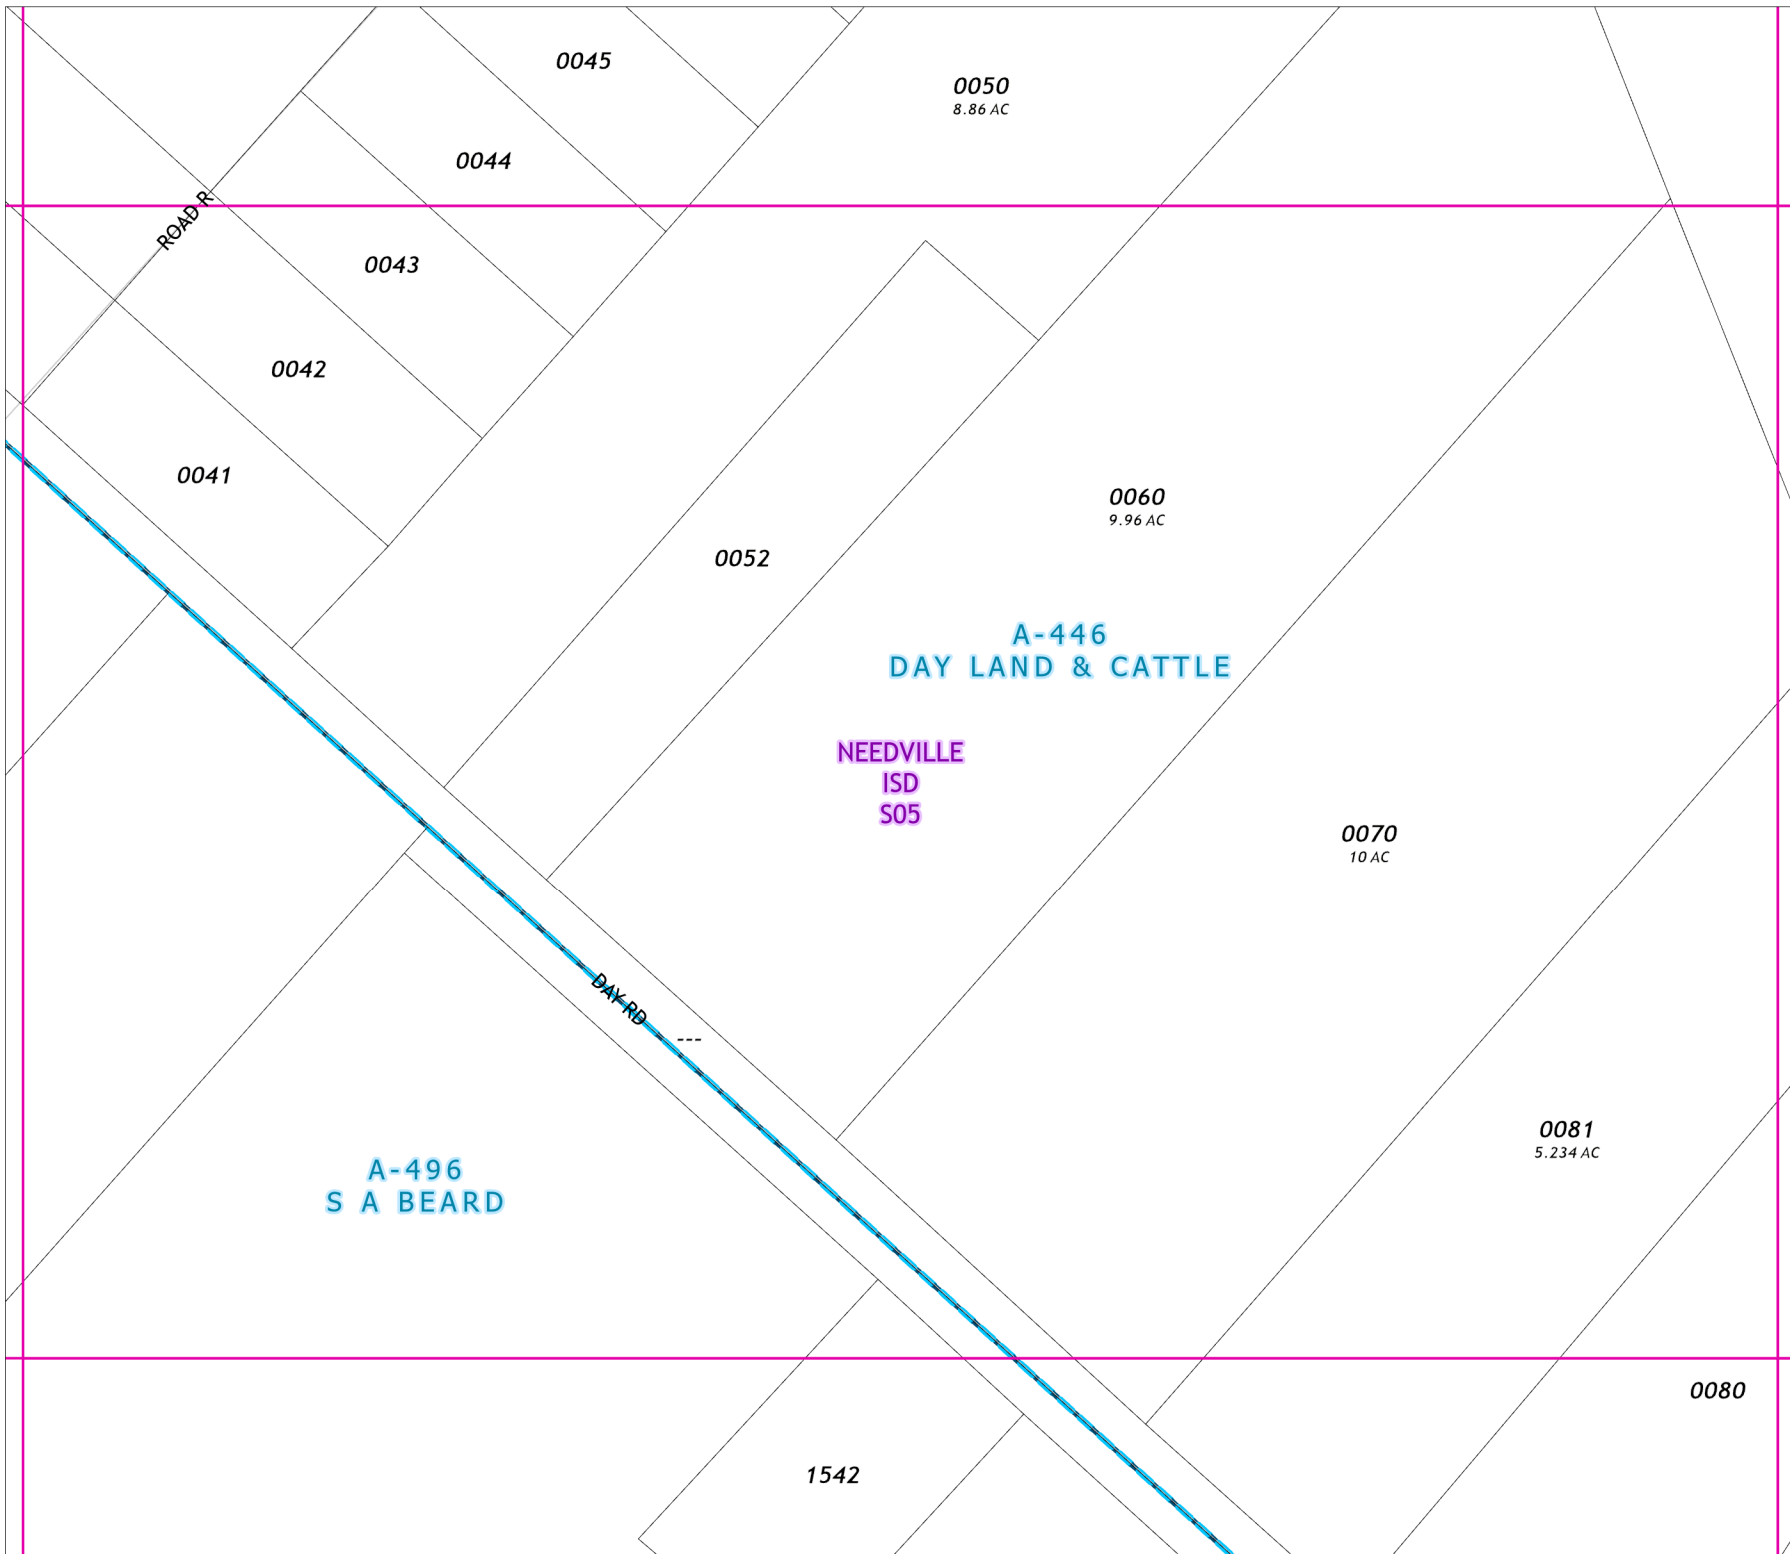 0045
0050
8.86 AC
0044
ROAD R
0043
0042
0041
0060
9.96 AC
0052
A-446
DAY LAND & CATTLE
NEEDVILLE
ISD
S05
0070
10 AC
DAY RD
---
0081
5.234 AC
A-496
S A BEARD
0080
1542